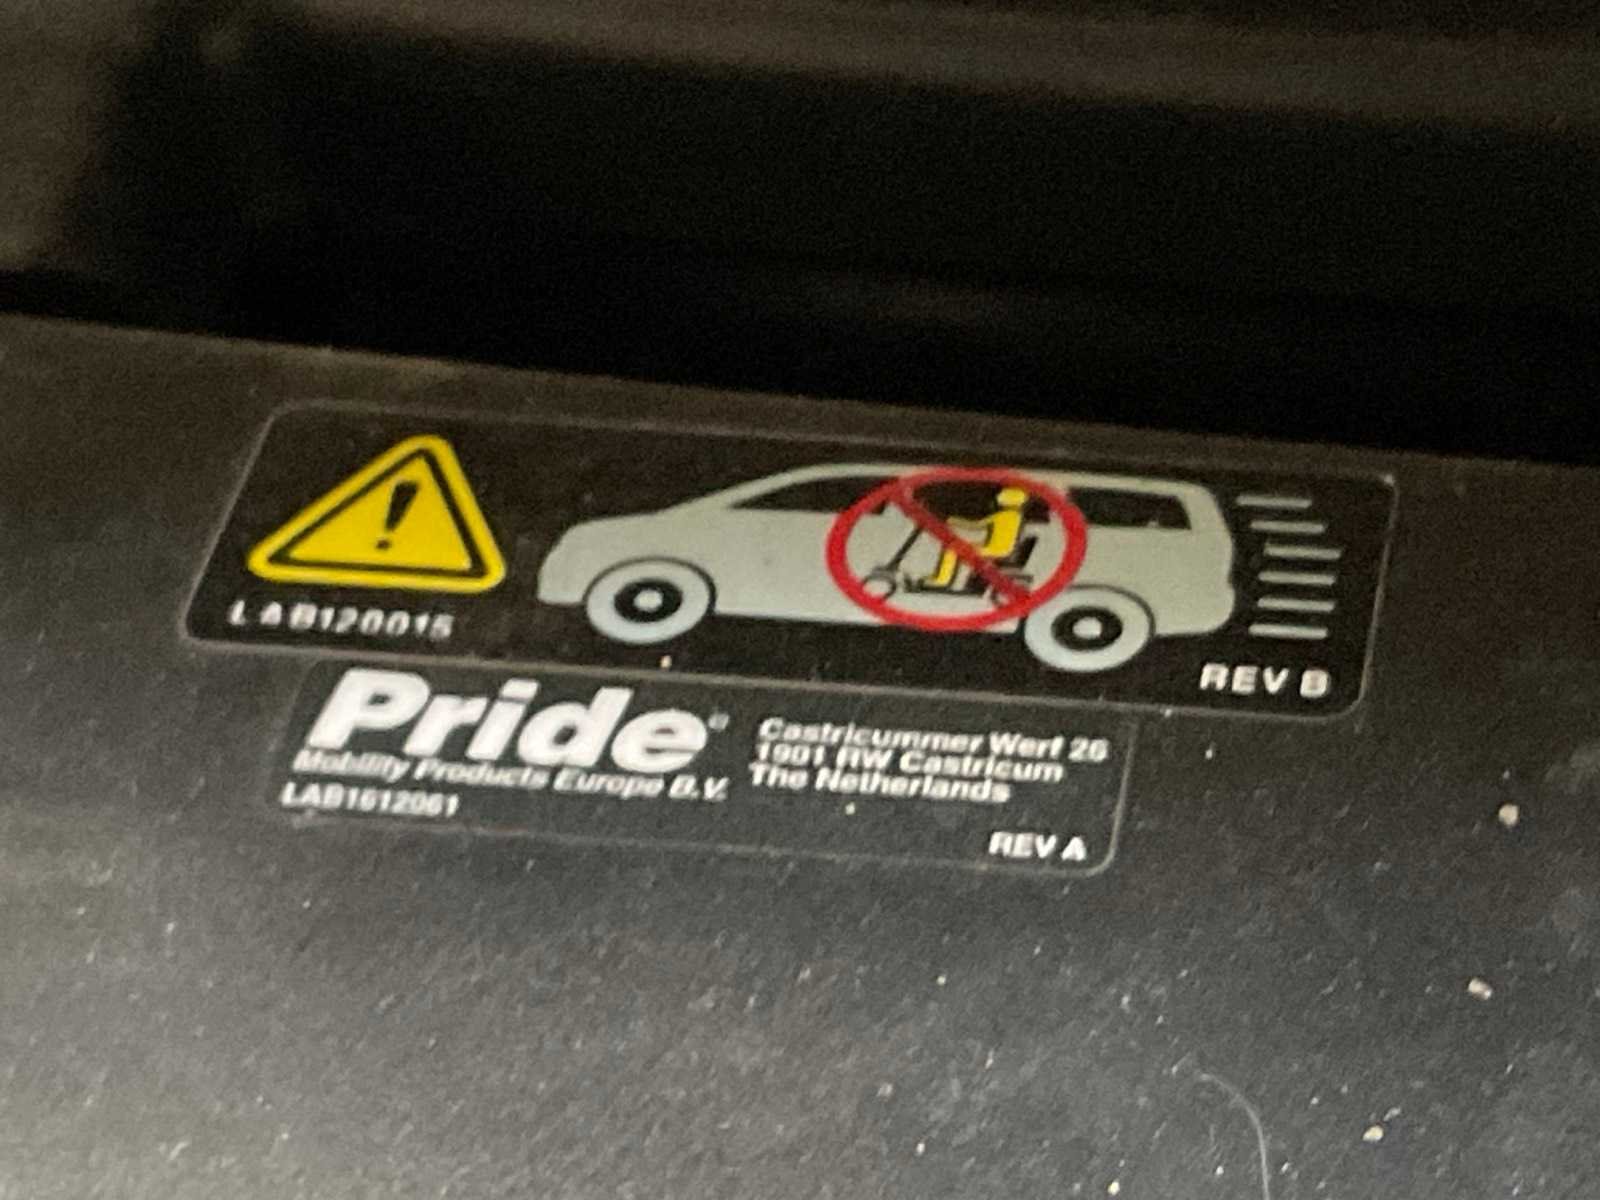 LAB120015
REV B
Pride®
Mobility Products Europe B.V.
LAB1612061
Castricummer Werf 26
1901 RW Castricum
The Netherlands
REV A